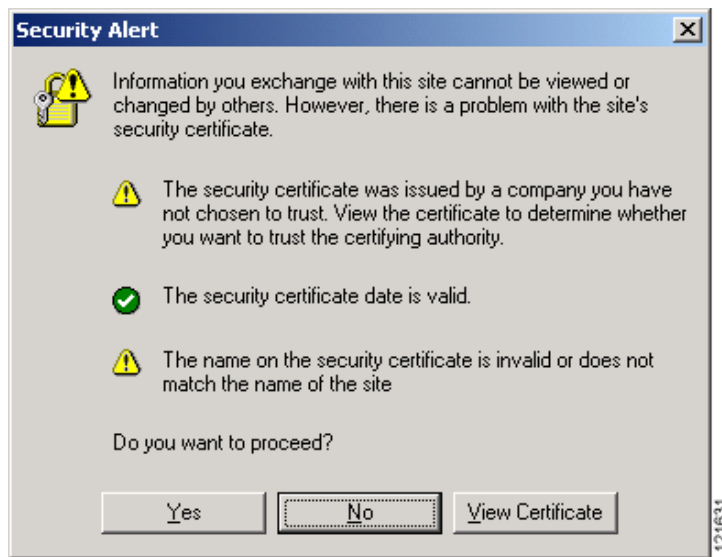 Security Alert
Information you exchange with this site cannot be viewed or
changed by others. However, there is a problem with the site's
security certificate.
The security certificate was issued by a company you have
not chosen to trust. View the certificate to determine whether
you want to trust the certifying authority.
The security certificate date is valid.
The name on the security certificate is invalid or does not
match the name of the site
Do you want to proceed?
Yes
No
View Certificate
121631